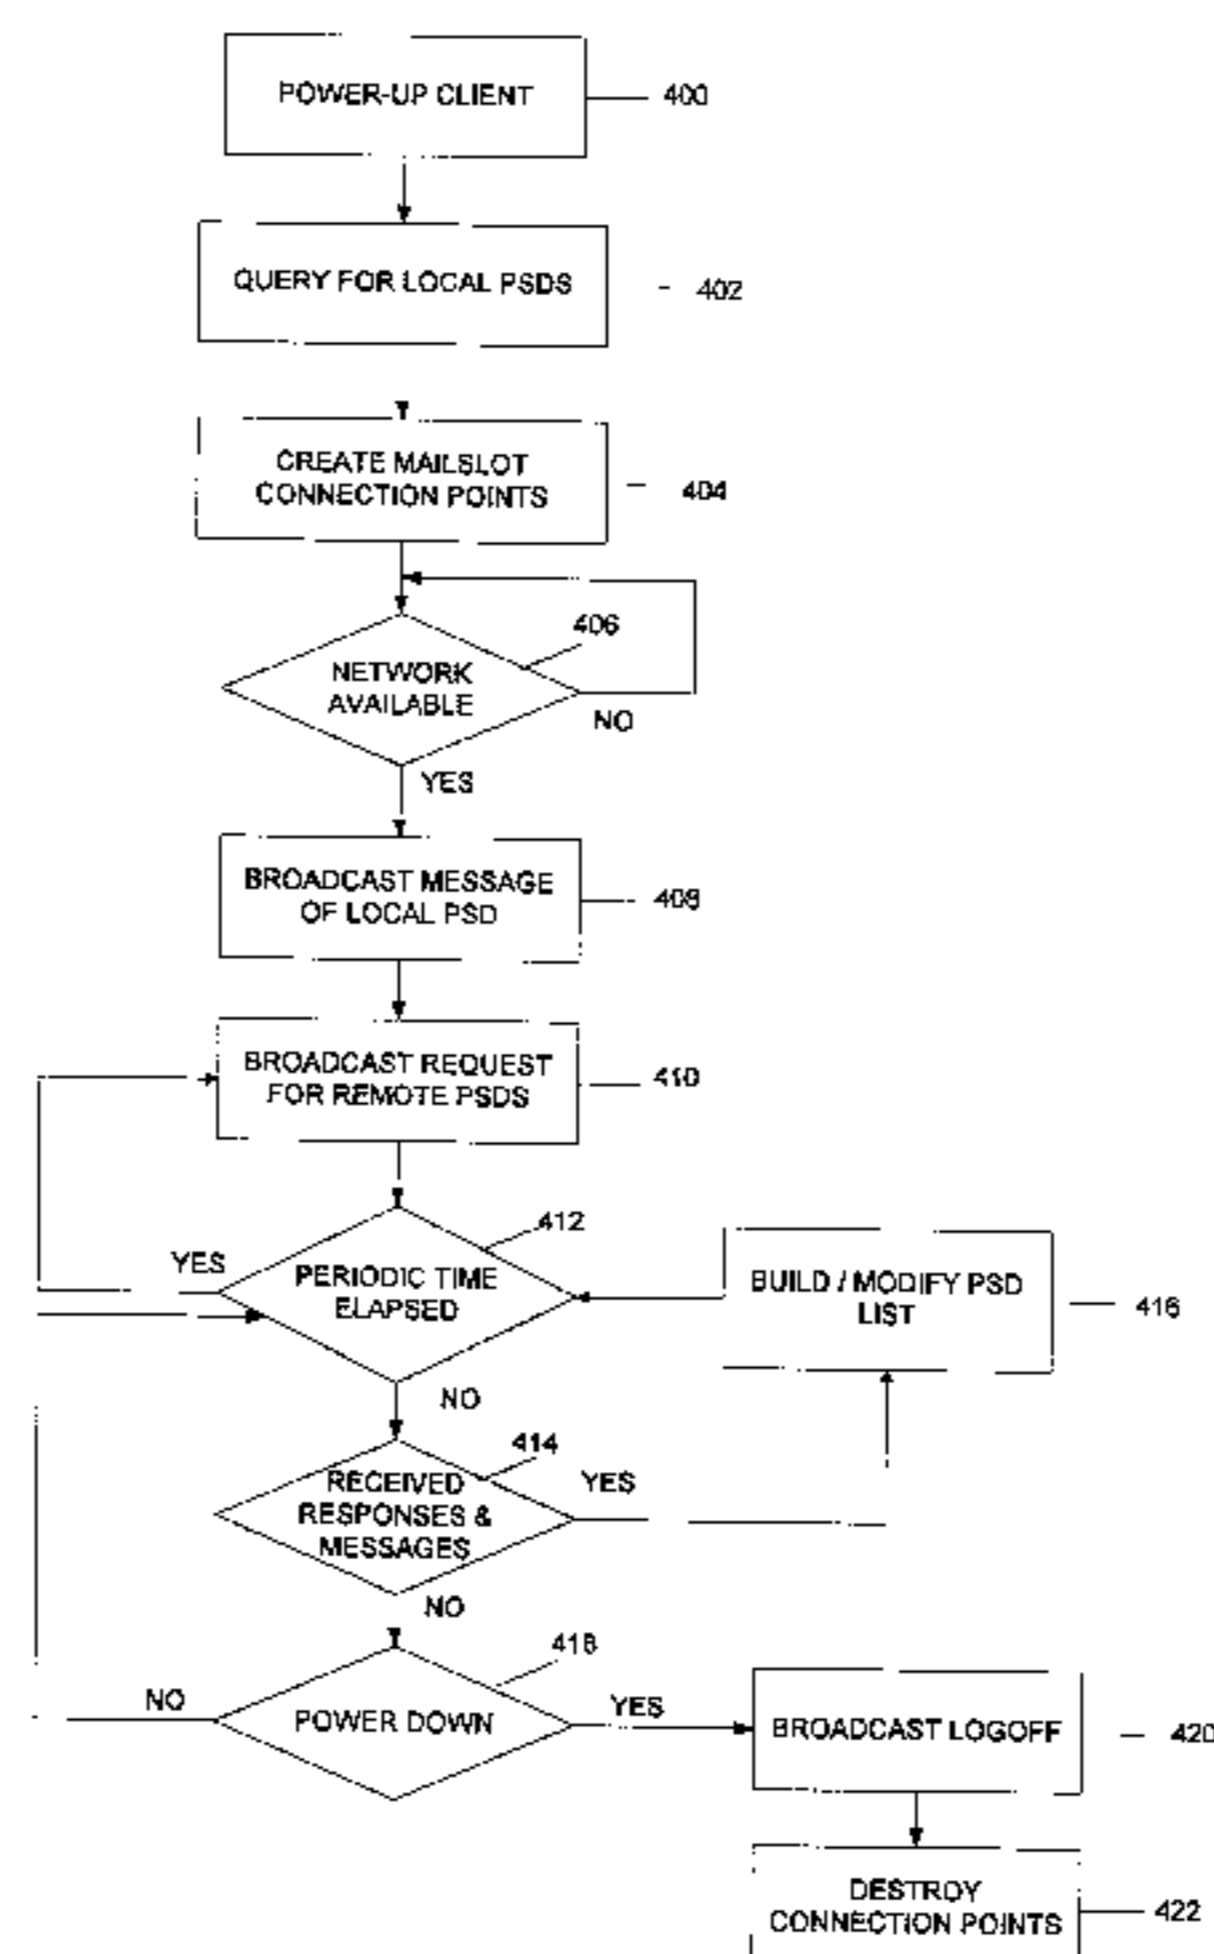 POWER-UP CLIENT
400
QUERY FOR LOCAL PSDS
402
CREATE MAILSLOT
CONNECTION POINTS
404
406
NETWORK
AVAILABLE
NO
YES
BROADCAST MESSAGE
OF LOCAL PSD
408
BROADCAST REQUEST
FOR REMOTE PSDS
410
412
YES
PERIODIC TIME
ELAPSED
BUILD / MODIFY PSD
LIST
416
NO
414
RECEIVED
RESPONSES &
MESSAGES
YES
NO
418
NO
POWER DOWN
YES
BROADCAST LOGOFF
420
DESTROY
CONNECTION POINTS
422